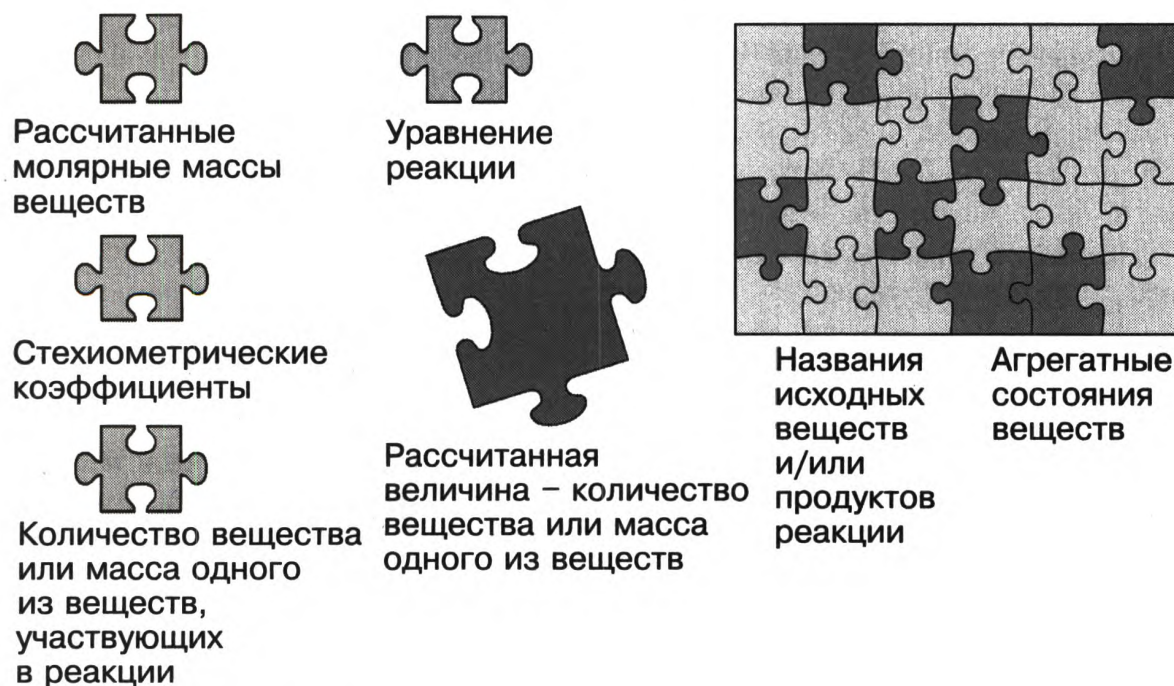 Рассчитанные
молярные массы
веществ
Уравнение
реакции
Стехиометрические
коэффициенты
Количество вещества
или масса одного
из веществ,
участвующих
в реакции
Рассчитанная
величина – количество
вещества или масса
одного из веществ
Названия
исходных
веществ
и/или
продуктов
реакции
Агрегатные
состояния
веществ